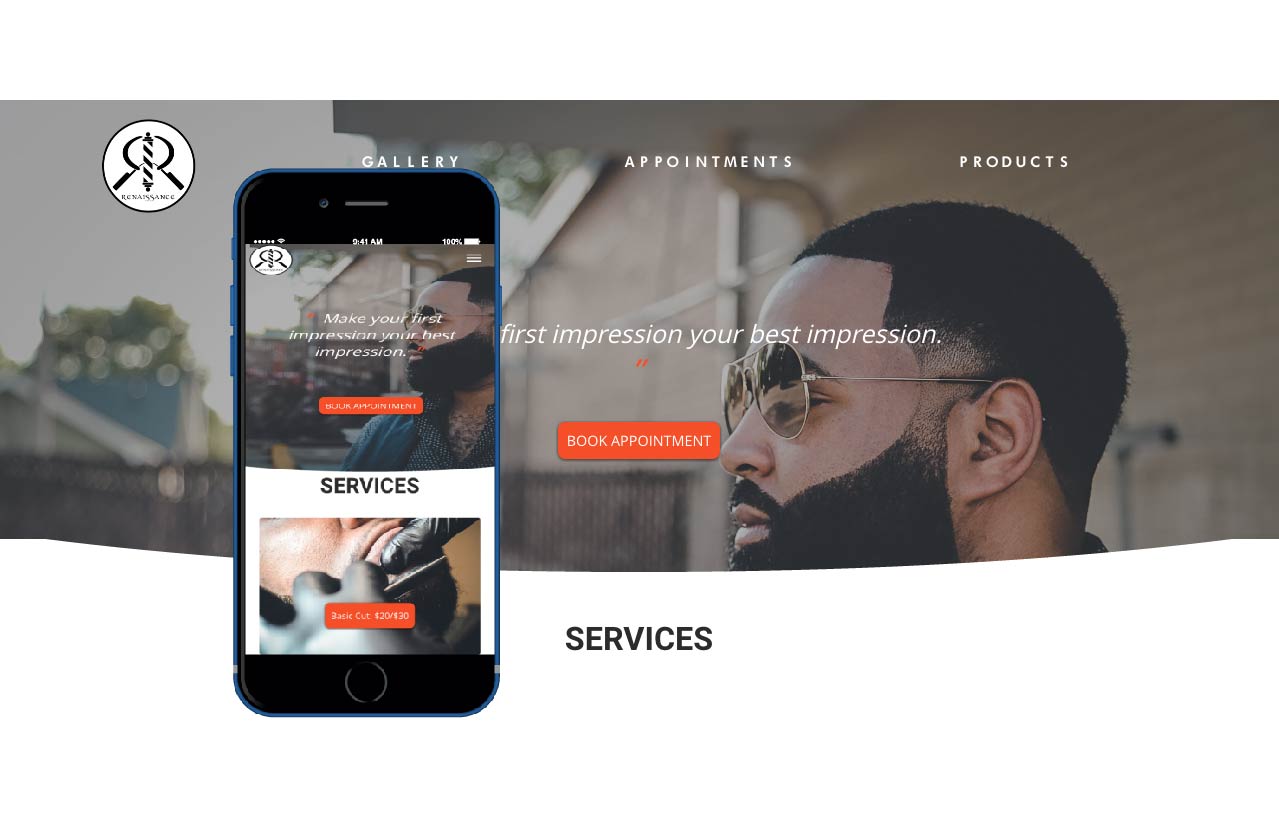 GALLERY
APPOINTMENTS
PRODUCTS
RENAISSANCE
9:41 AM
100%
RENAISSANCE
" Make your first
impression your best
impression. "
BOOK APPOINTMENT
SERVICES
Basic Cut: $20/$30
first impression your best impression.
"
BOOK APPOINTMENT
SERVICES